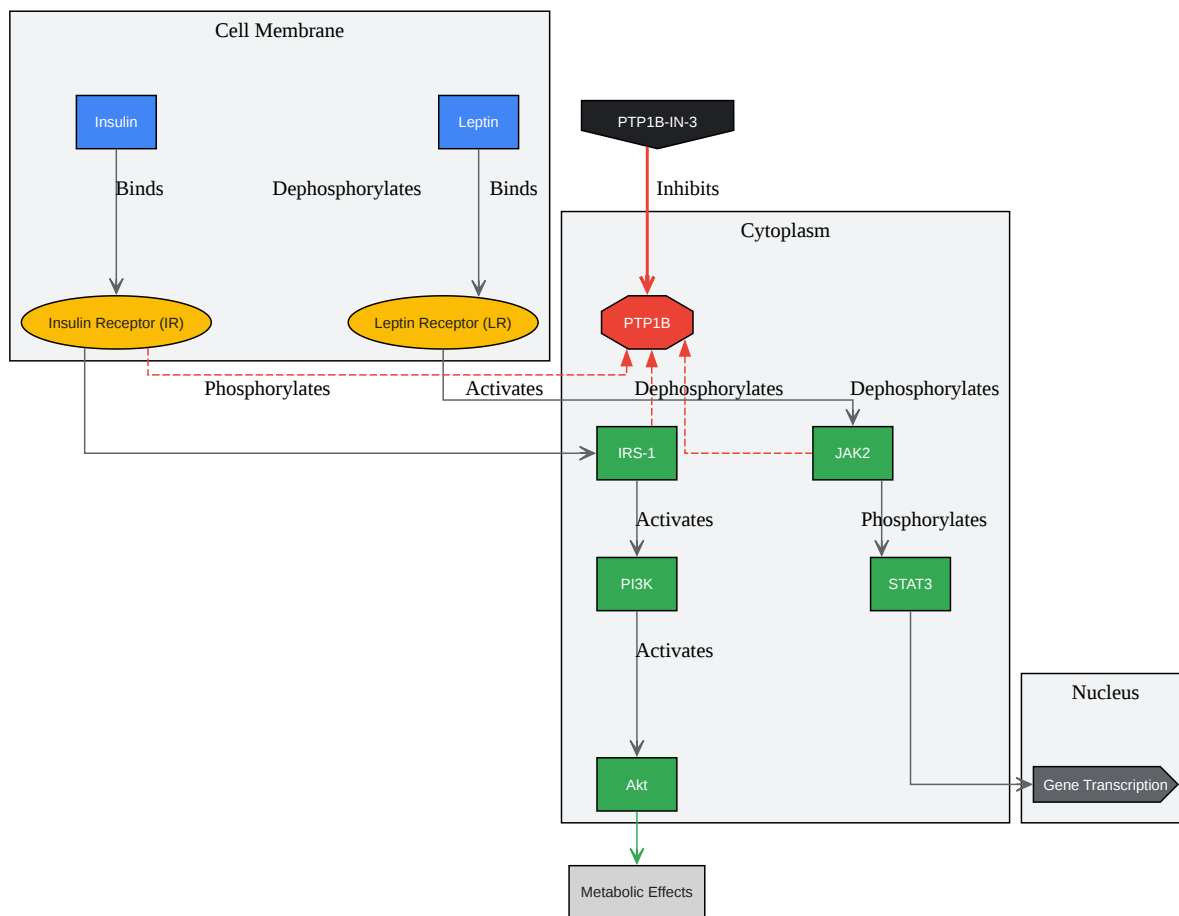 Cell Membrane
Insulin
Leptin
PTP1B-IN-3
Binds
Dephosphorylates
Binds
Inhibits
Cytoplasm
Insulin Receptor (IR)
Leptin Receptor (LR)
PTP1B
Phosphorylates
Activates
Dephosphorylates
Dephosphorylates
IRS-1
JAK2
Activates
Phosphorylates
PI3K
STAT3
Activates
Nucleus
Akt
Gene Transcription
Metabolic Effects